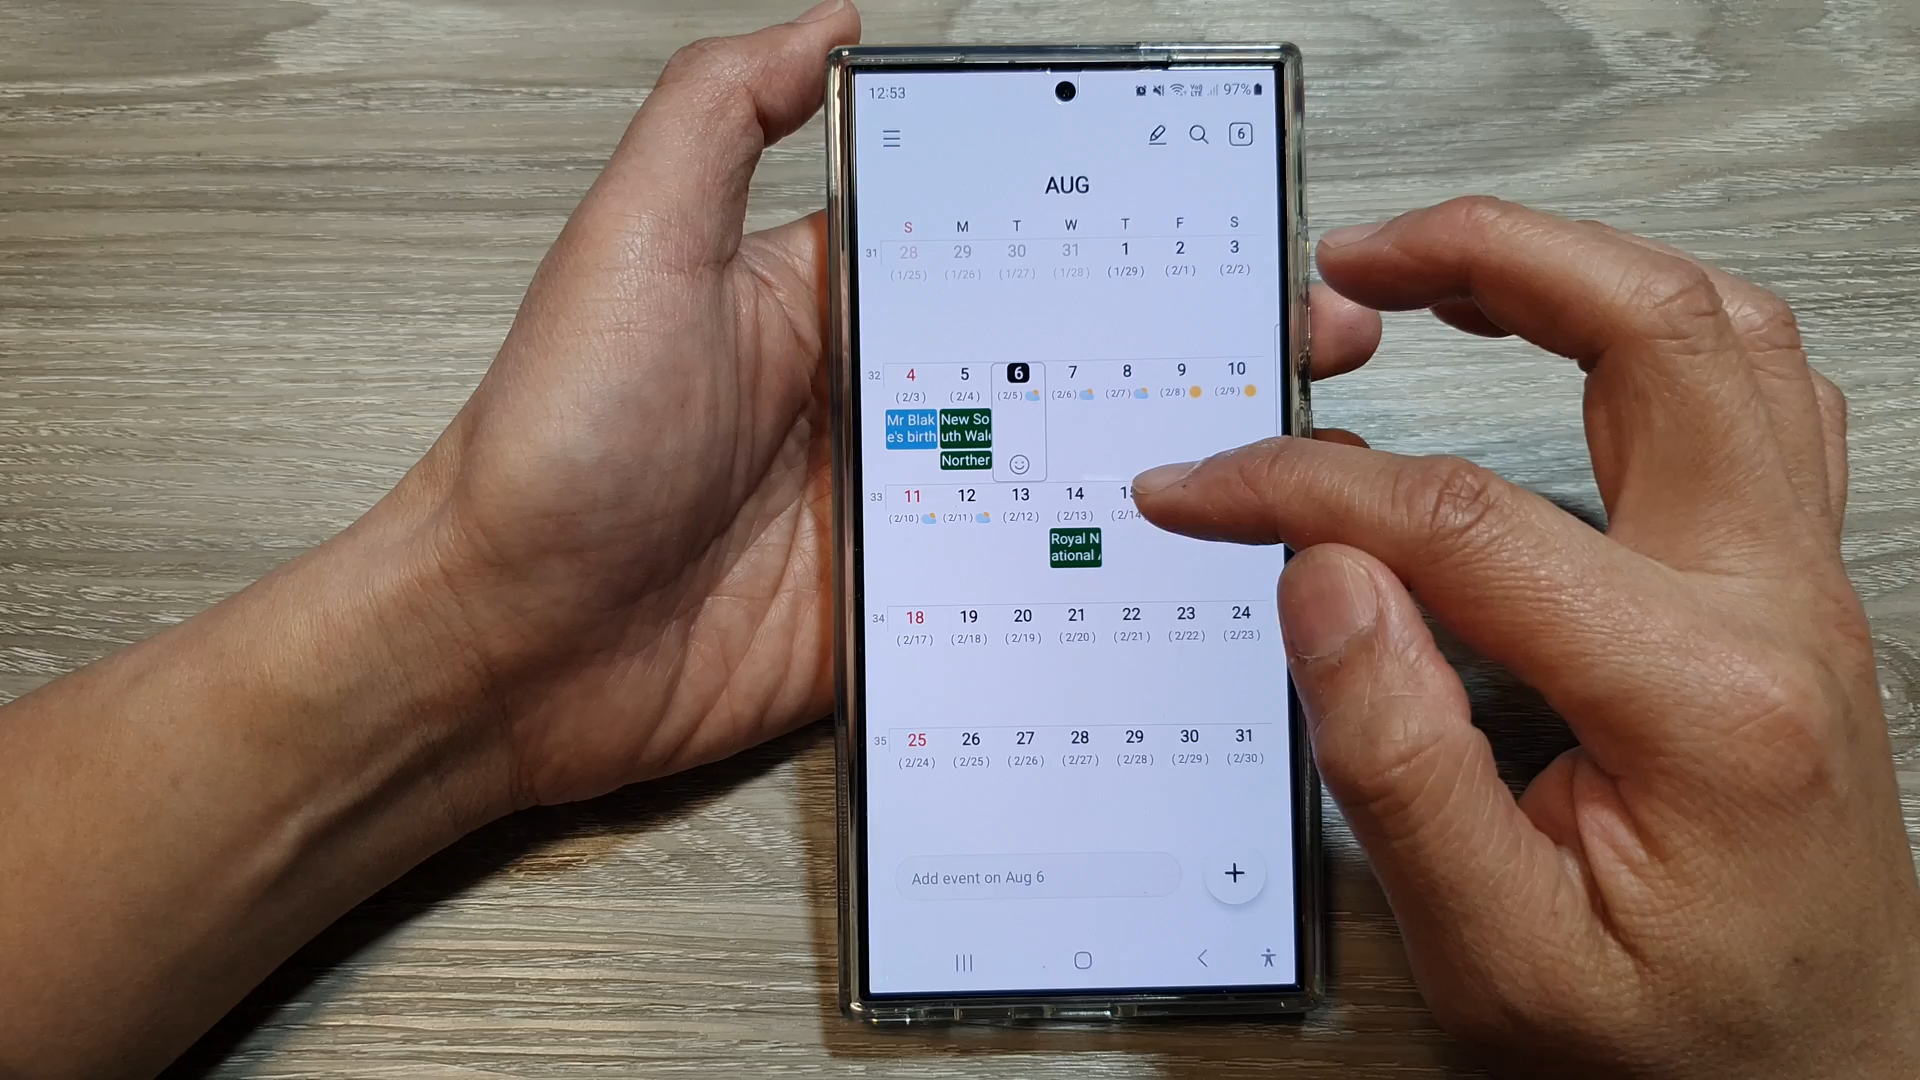 12:53
Vo) LTE 97%
6
AUG
S M T W T F S
31 28 29 30 31 1 2 3
(1/25) (1/26) (1/27) (1/28) (1/29) (2/1) (2/2)
32 4 5 6 7 8 9 10
(2/3) (2/4) (2/5) (2/6) (2/7) (2/8) (2/9)
Mr Blak New So
e's birth uth Wal
Norther
33 11 12 13 14
(2/10) (2/11) (2/12) (2/13) (2/14
Royal N
ational
34 18 19 20 21 22 23 24
(2/17) (2/18) (2/19) (2/20) (2/21) (2/22) (2/23)
35 25 26 27 28 29 30 31
(2/24) (2/25) (2/26) (2/27) (2/28) (2/29) (2/30)
Add event on Aug 6